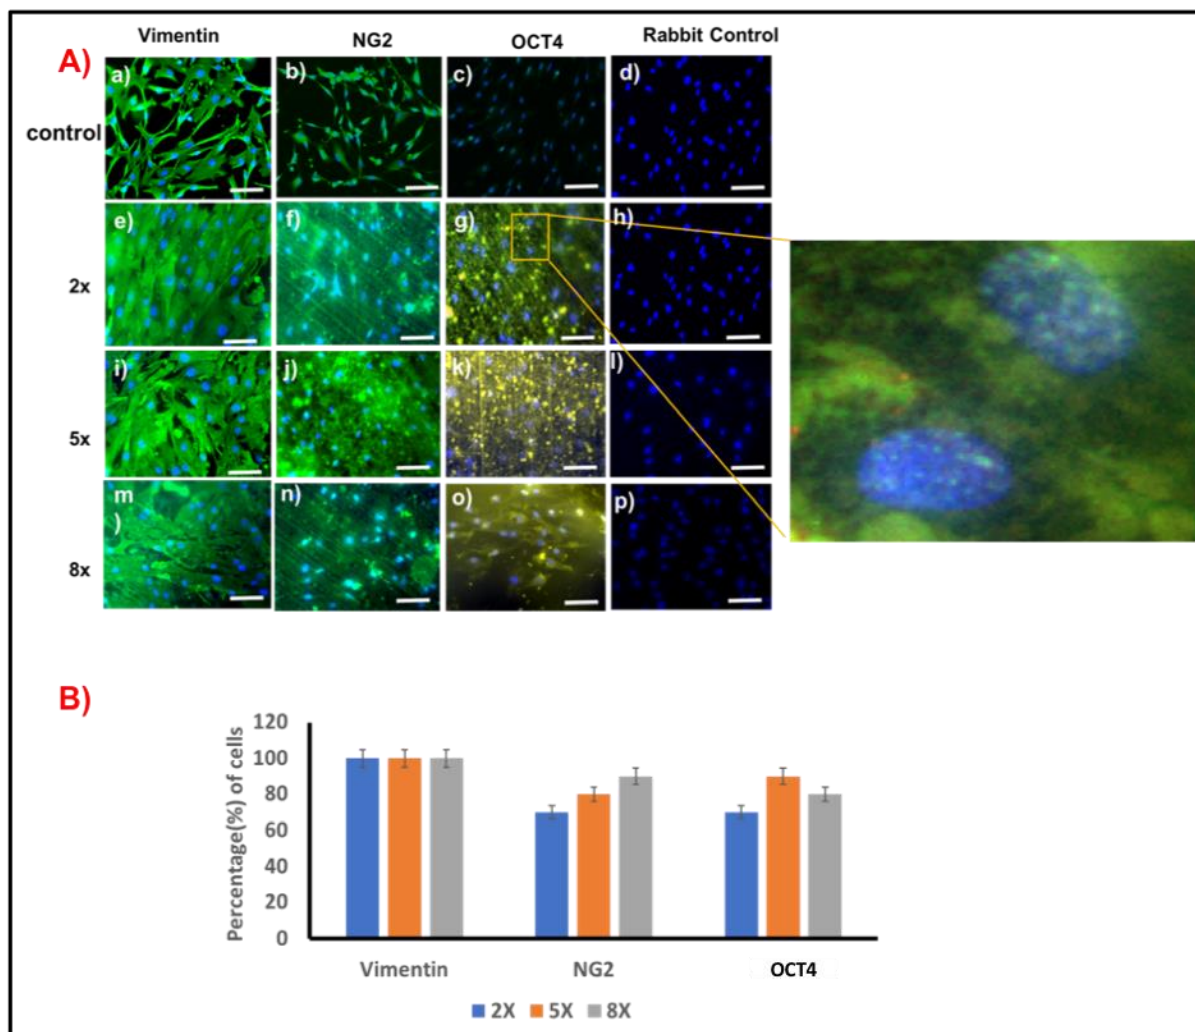 Vimentin NG2 OCT4 Rabbit Control
A)
a) b) c) d)
control
e) f) g) h)
2x
i) j) k) l)
5x
m
) n) o) p)
8x
B)
Percentage(%) of cells
120
100
80
60
40
20
0
Vimentin NG2 OCT4
2X 5X 8X